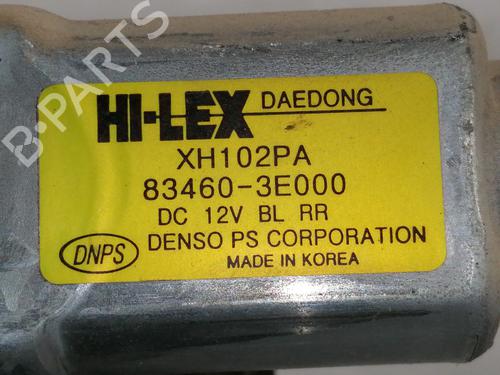 B-PARTS
HI-LEX DAEDONG
XH102PA
83460-3E000
DC 12V BL RR
DNPS DENSO PS CORPORATION
MADE IN KOREA